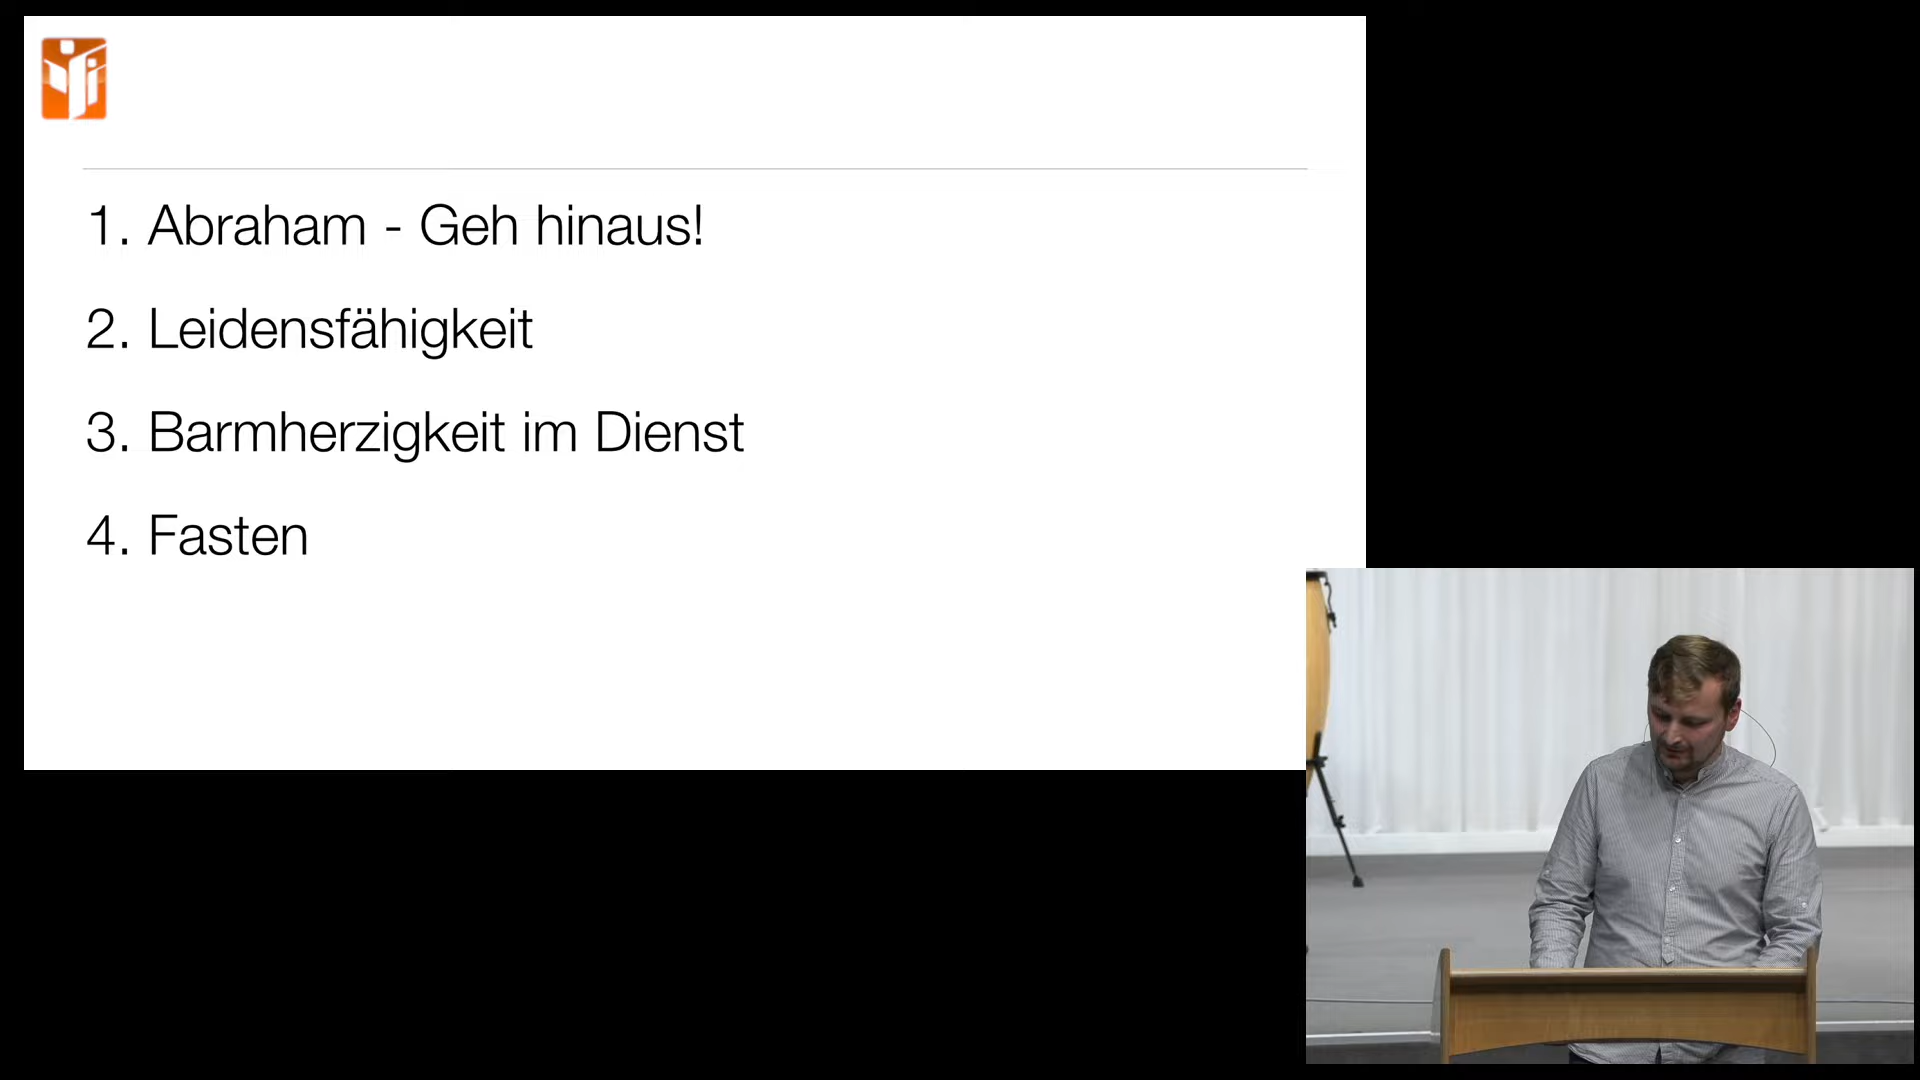 1. Abraham - Geh hinaus!
2. Leidensfähigkeit
3. Barmherzigkeit im Dienst
4. Fasten